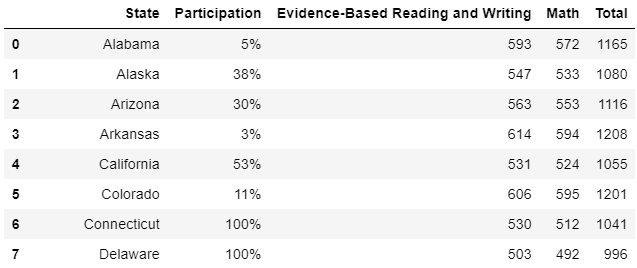 State Participation Evidence-Based Reading and Writing Math Total
0 Alabama 5% 593 572 1165
1 Alaska 38% 547 533 1080
2 Arizona 30% 563 553 1116
3 Arkansas 3% 614 594 1208
4 California 53% 531 524 1055
5 Colorado 11% 606 595 1201
6 Connecticut 100% 530 512 1041
7 Delaware 100% 503 492 996